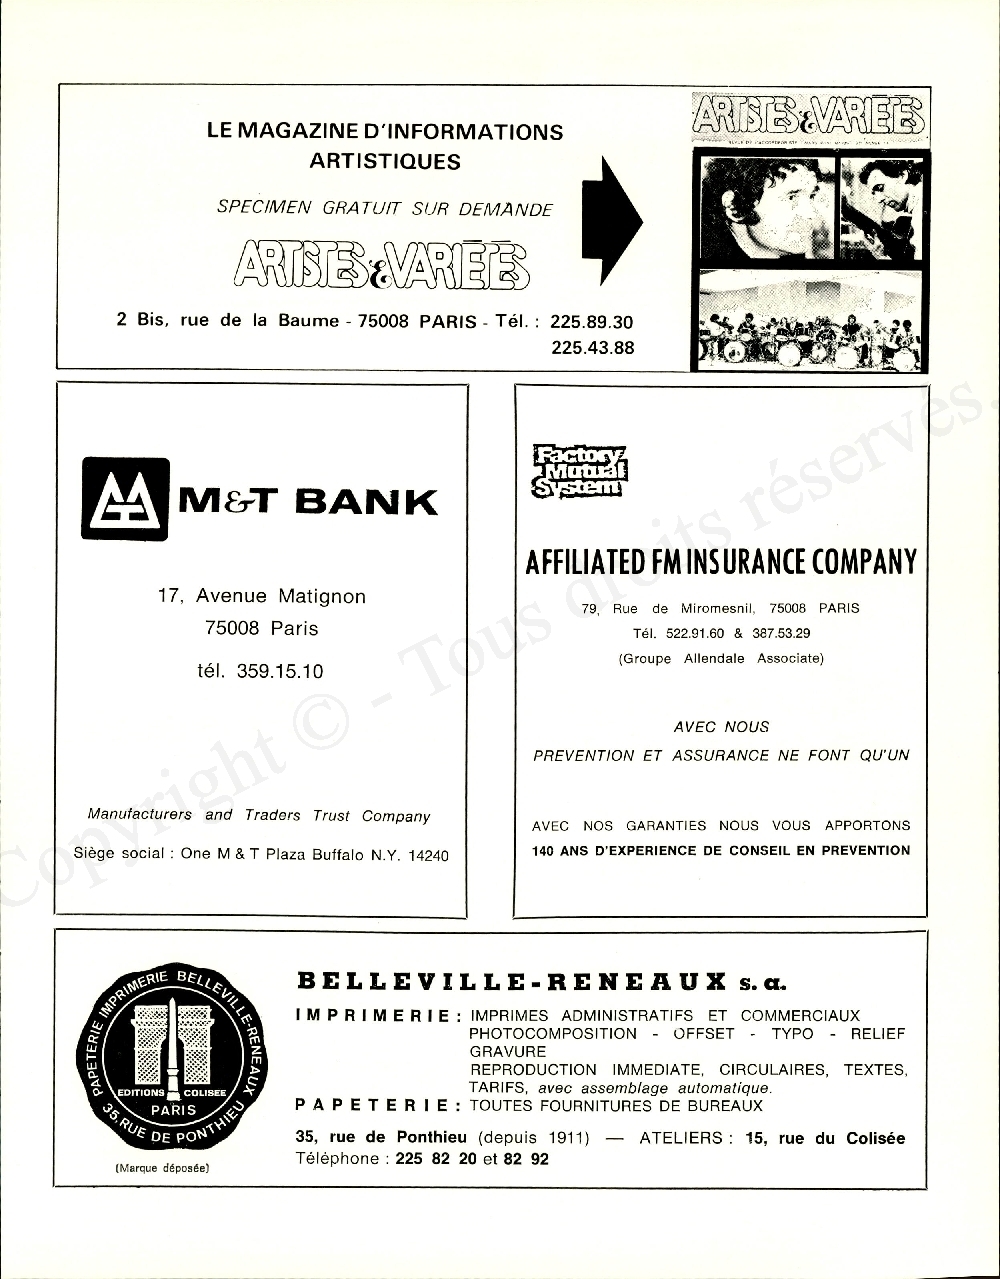 LE MAGAZINE D'INFORMATIONS
ARTISTIQUES
SPECIMEN GRATUIT SUR DEMANDE
ARTISTES & VARIÉTÉS
2 Bis, rue de la Baume - 75008 PARIS - Tél. : 225.89.30
225.43.88
ARTISTES & VARIÉTÉS
M&T BANK
17, Avenue Matignon
75008 Paris
tél. 359.15.10
Manufacturers and Traders Trust Company
Siège social : One M & T Plaza Buffalo N.Y. 14240
Factory
Mutual
System
AFFILIATED FM INSURANCE COMPANY
79, Rue de Miromesnil, 75008 PARIS
Tél. 522.91.60 & 387.53.29
(Groupe Allendale Associate)
AVEC NOUS
PREVENTION ET ASSURANCE NE FONT QU'UN
AVEC NOS GARANTIES NOUS VOUS APPORTONS
140 ANS D'EXPERIENCE DE CONSEIL EN PREVENTION
PAPETERIE IMPRIMERIE BELLEVILLE-RENEAUX
EDITIONS COLISEE
PARIS
35, RUE DE PONTHIEU
(Marque déposée)
BELLEVILLE-RENEAUX s.a.
IMPRIMERIE : IMPRIMES ADMINISTRATIFS ET COMMERCIAUX
PHOTOCOMPOSITION - OFFSET - TYPO - RELIEF
GRAVURE
REPRODUCTION IMMEDIATE, CIRCULAIRES, TEXTES,
TARIFS, avec assemblage automatique.
PAPETERIE : TOUTES FOURNITURES DE BUREAUX
35, rue de Ponthieu (depuis 1911) — ATELIERS : 15, rue du Colisée
Téléphone : 225 82 20 et 82 92
Copyright © - Tous droits réservés.